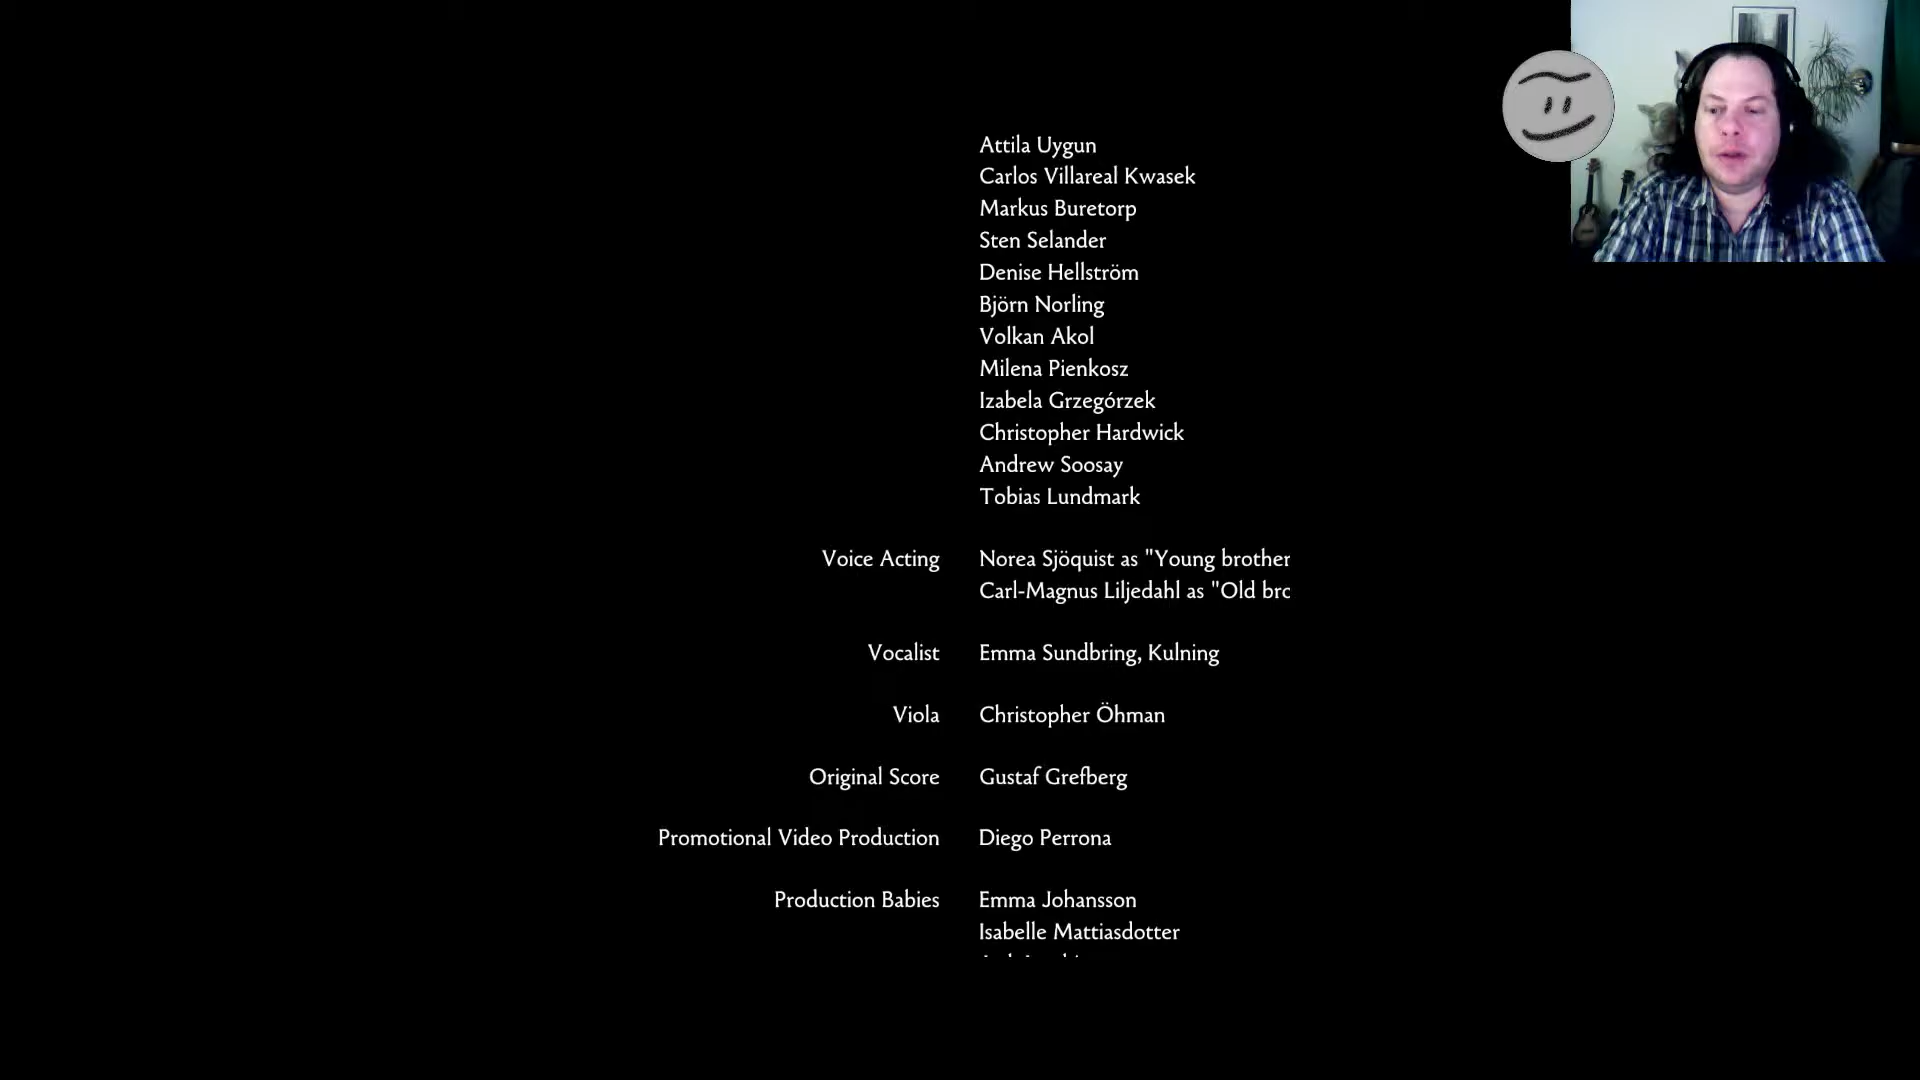 Attila Uygun
Carlos Villareal Kwasek
Markus Buretorp
Sten Selander
Denise Hellström
Björn Norling
Volkan Akol
Milena Pienkosz
Izabela Grzegórzek
Christopher Hardwick
Andrew Soosay
Tobias Lundmark
Voice Acting Norea Sjöquist as "Young brother
Carl-Magnus Liljedahl as "Old bro
Vocalist Emma Sundbring, Kulning
Viola Christopher Öhman
Original Score Gustaf Grefberg
Promotional Video Production Diego Perrona
Production Babies Emma Johansson
Isabelle Mattiasdotter